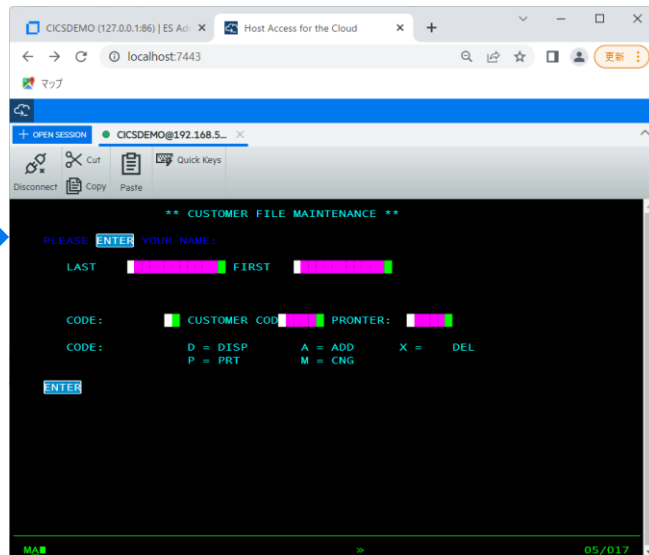 CICSDEMO (127.0.0.1:86) | ES Ad
Host Access for the Cloud
localhost:7443
更新
マップ
+ OPEN SESSION
CICSDEMO@192.168.5...
Disconnect
Cut
Copy
Paste
Quick Keys
** CUSTOMER FILE MAINTENANCE **
PLEASE ENTER YOUR NAME:
LAST FIRST
CODE: CUSTOMER COD PRONTER:
CODE: D = DISP A = ADD X = DEL
P = PRT M = CNG
ENTER
MA » 05/017